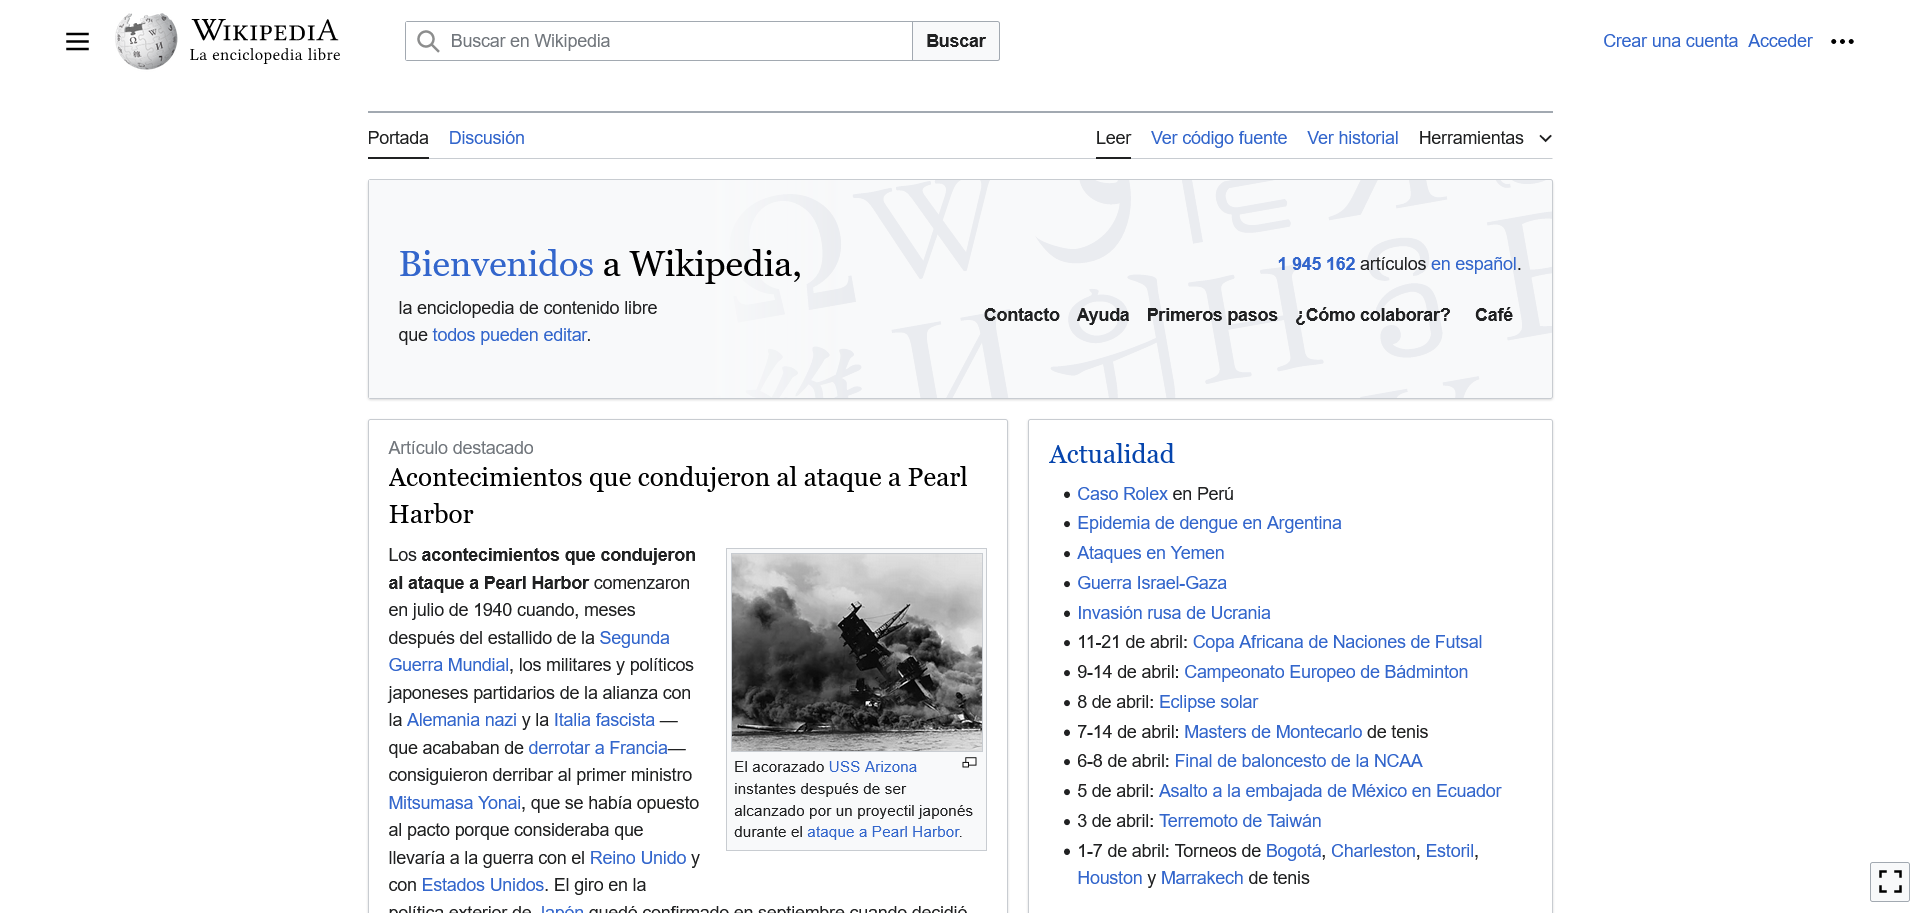 WIKIPEDIA
La enciclopedia libre
Buscar en Wikipedia
Buscar
Crear una cuenta Acceder
Portada Discusión
Leer Ver código fuente Ver historial Herramientas
Bienvenidos a Wikipedia,
la enciclopedia de contenido libre
que todos pueden editar.
1 945 162 artículos en español.
Contacto Ayuda Primeros pasos ¿Cómo colaborar? Café
Artículo destacado
Acontecimientos que condujeron al ataque a Pearl
Harbor
Los acontecimientos que condujeron
al ataque a Pearl Harbor comenzaron
en julio de 1940 cuando, meses
después del estallido de la Segunda
Guerra Mundial, los militares y políticos
japoneses partidarios de la alianza con
la Alemania nazi y la Italia fascista —
que acababan de derrotar a Francia—
consiguieron derribar al primer ministro
Mitsumasa Yonai, que se había opuesto
al pacto porque consideraba que
llevaría a la guerra con el Reino Unido y
con Estados Unidos. El giro en la
política exterior de Japón quedó confirmado en septiembre cuando decidió
El acorazado USS Arizona
instantes después de ser
alcanzado por un proyectil japonés
durante el ataque a Pearl Harbor.
Actualidad
• Caso Rolex en Perú
• Epidemia de dengue en Argentina
• Ataques en Yemen
• Guerra Israel-Gaza
• Invasión rusa de Ucrania
• 11-21 de abril: Copa Africana de Naciones de Futsal
• 9-14 de abril: Campeonato Europeo de Bádminton
• 8 de abril: Eclipse solar
• 7-14 de abril: Masters de Montecarlo de tenis
• 6-8 de abril: Final de baloncesto de la NCAA
• 5 de abril: Asalto a la embajada de México en Ecuador
• 3 de abril: Terremoto de Taiwán
• 1-7 de abril: Torneos de Bogotá, Charleston, Estoril,
Houston y Marrakech de tenis